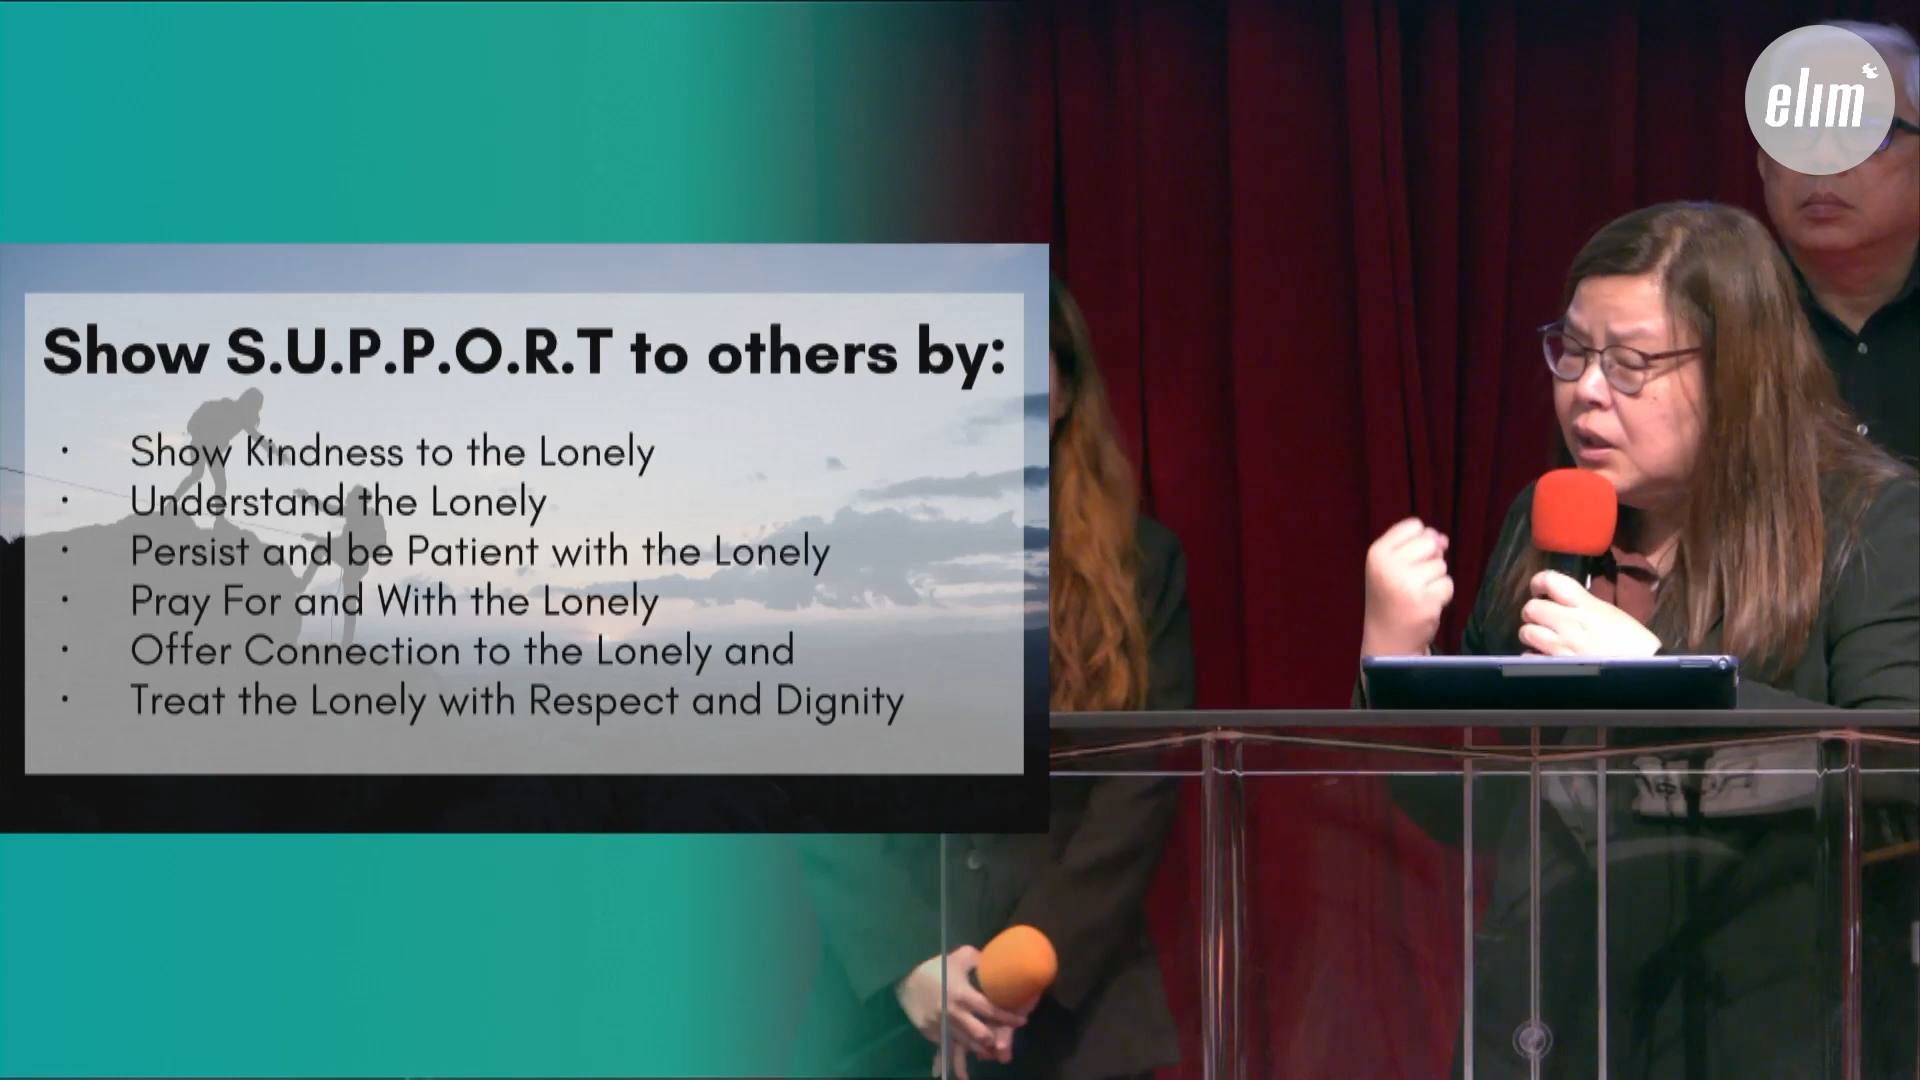 Show S.U.P.P.O.R.T to others by:
· Show Kindness to the Lonely
· Understand the Lonely
· Persist and be Patient with the Lonely
· Pray For and With the Lonely
· Offer Connection to the Lonely and
· Treat the Lonely with Respect and Dignity
elim